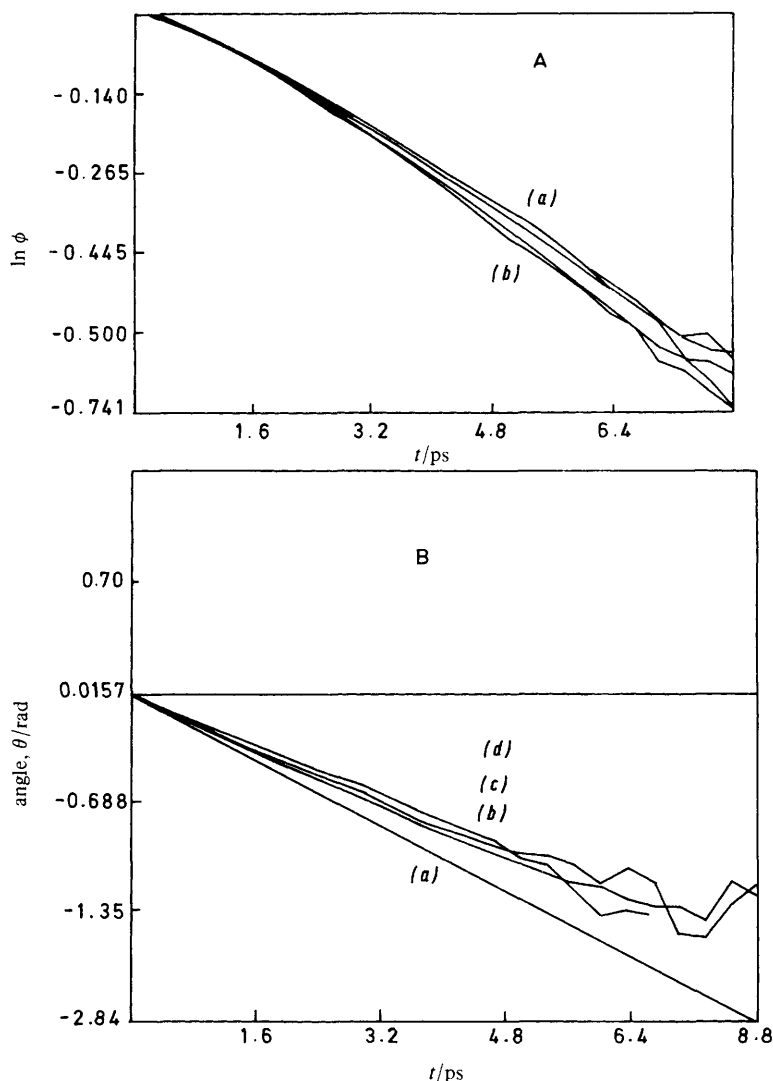 A
-0.140
-0.265
(a)
ln ϕ
-0.445
(b)
-0.500
-0.741
1.6 3.2 4.8 6.4
t/ps
B
0.70
0.0157
angle, θ/rad
(d)
(c)
-0.688
(b)
(a)
-1.35
-2.84
1.6 3.2 4.8 6.4 8.8
t/ps